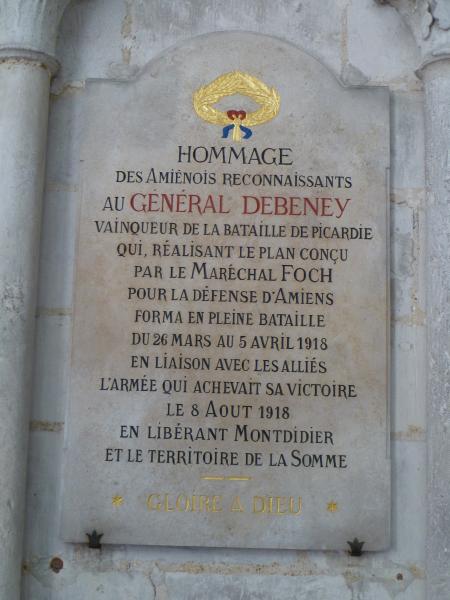 HOMMAGE
DES AMIÉNOIS RECONNAISSANTS
AU GÉNÉRAL DEBENEY
VAINQUEUR DE LA BATAILLE DE PICARDIE
QUI, RÉALISANT LE PLAN CONÇU
PAR LE MARÉCHAL FOCH
POUR LA DÉFENSE D'AMIENS
FORMA EN PLEINE BATAILLE
DU 26 MARS AU 5 AVRIL 1918
EN LIAISON AVEC LES ALLIÉS
L'ARMÉE QUI ACHEVAIT SA VICTOIRE
LE 8 AOUT 1918
EN LIBÉRANT MONTDIDIER
ET LE TERRITOIRE DE LA SOMME
GLOIRE A DIEU